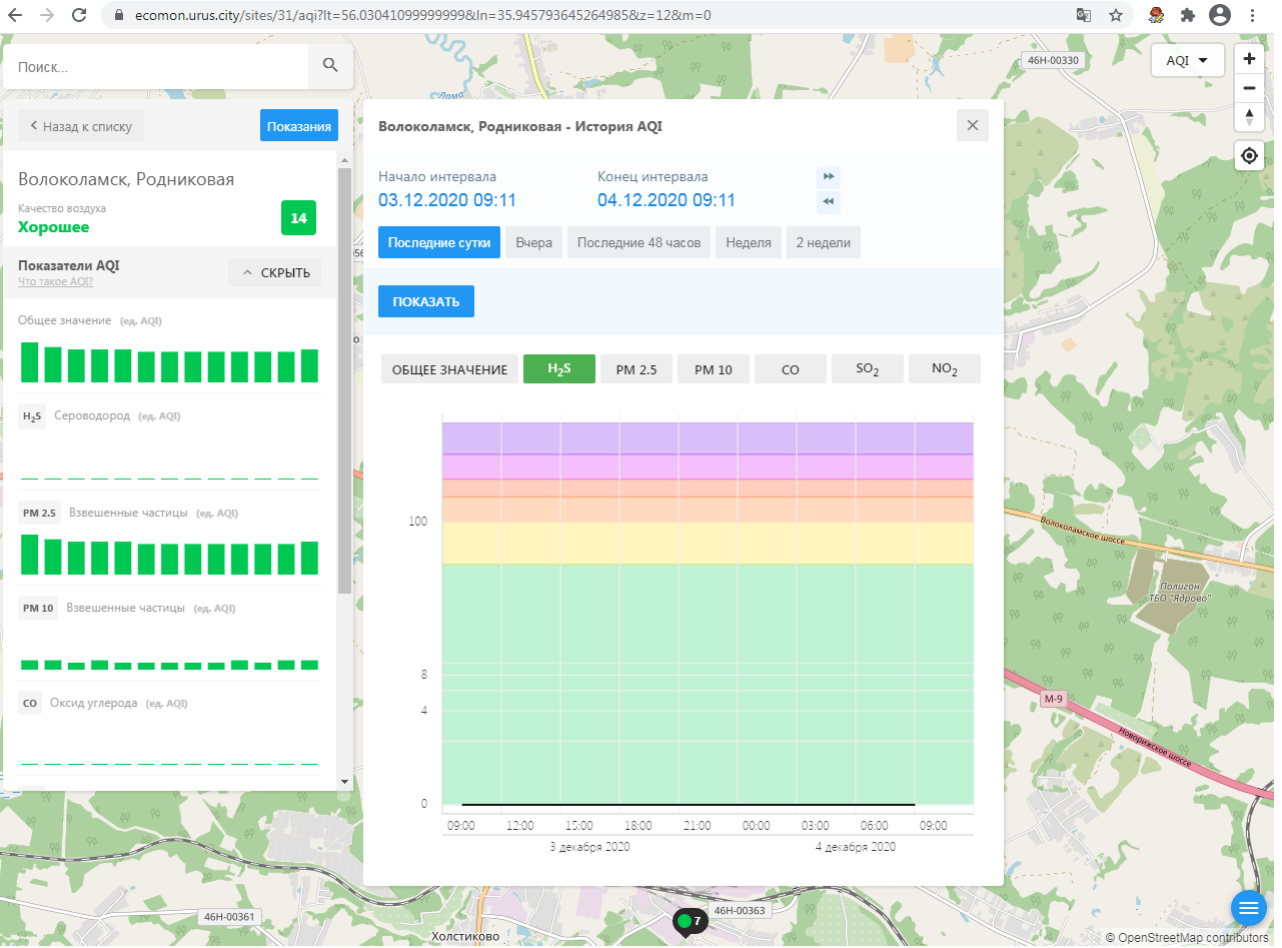 ecomon.urus.city/sites/31/aqi?lt=56.03041099999999&ln=35.945793645264985&z=12&m=0
Поиск...
46Н-00330
AQI
Назад к списку
Показания
Волоколамск, Родниковая
Качество воздуха
Хорошее
14
Показатели AQI
Что такое AQI?
СКРЫТЬ
Общее значение (ед. AQI)
H2S Сероводород (ед. AQI)
PM 2.5 Взвешенные частицы (ед. AQI)
PM 10 Взвешенные частицы (ед. AQI)
CO Оксид углерода (ед. AQI)
Волоколамск, Родниковая - История AQI
Начало интервала
03.12.2020 09:11
Конец интервала
04.12.2020 09:11
Последние сутки
Вчера
Последние 48 часов
Неделя
2 недели
ПОКАЗАТЬ
ОБЩЕЕ ЗНАЧЕНИЕ
H2S
PM 2.5
PM 10
CO
SO2
NO2
100
8
4
0
09:00 12:00 15:00 18:00 21:00 00:00 03:00 06:00 09:00
3 декабря 2020 4 декабря 2020
Волоколамское шоссе
Полигон
ТБО "Ядрово"
М-9
Новорижское шоссе
46Н-00361
7
46Н-00363
Холстиково
© OpenStreetMap contributors